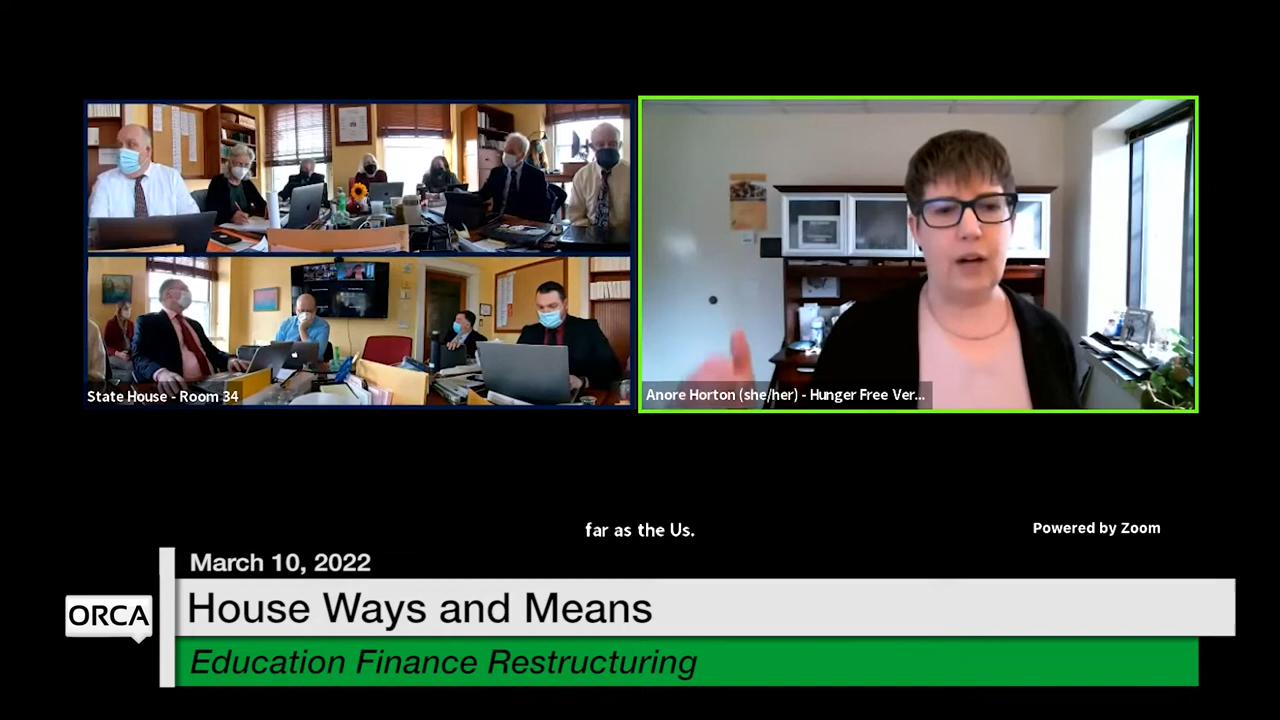 State House - Room 34
Anore Horton (she/her) - Hunger Free Ver...
far as the Us.
Powered by Zoom
March 10, 2022
ORCA
House Ways and Means
Education Finance Restructuring